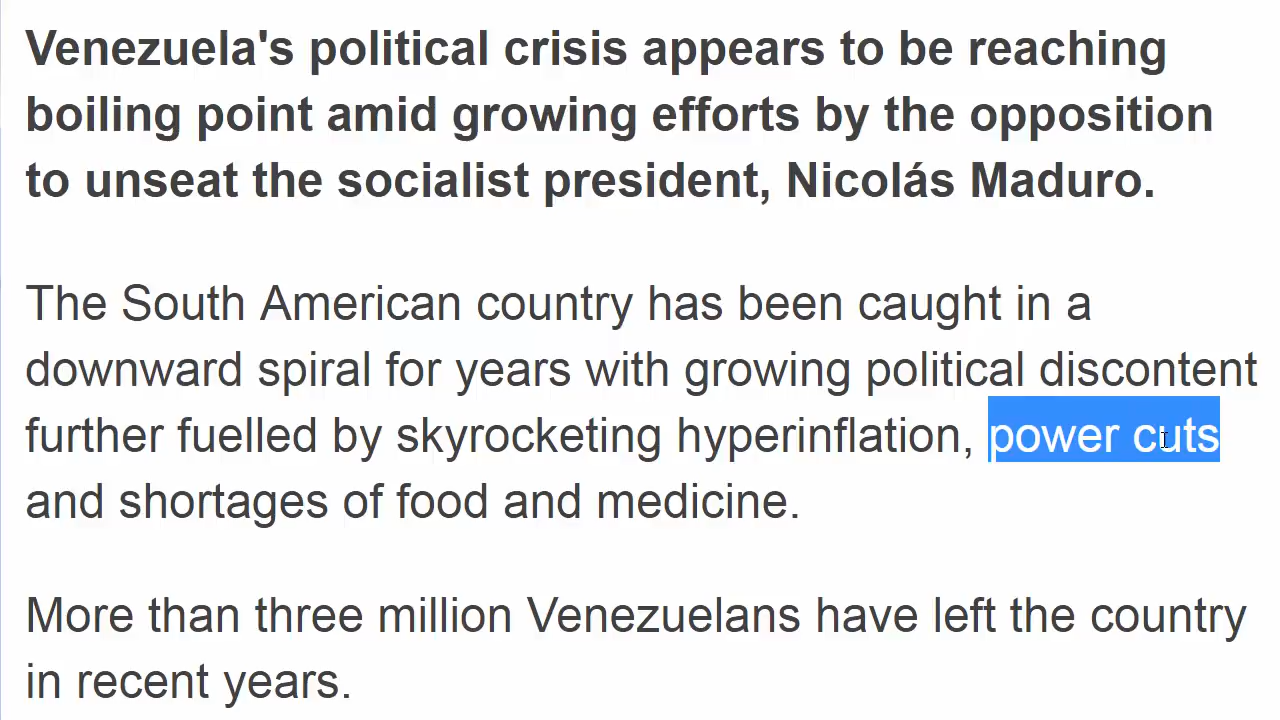 Venezuela's political crisis appears to be reaching
boiling point amid growing efforts by the opposition
to unseat the socialist president, Nicolás Maduro.
The South American country has been caught in a
downward spiral for years with growing political discontent
further fuelled by skyrocketing hyperinflation, power cuts
and shortages of food and medicine.
More than three million Venezuelans have left the country
in recent years.